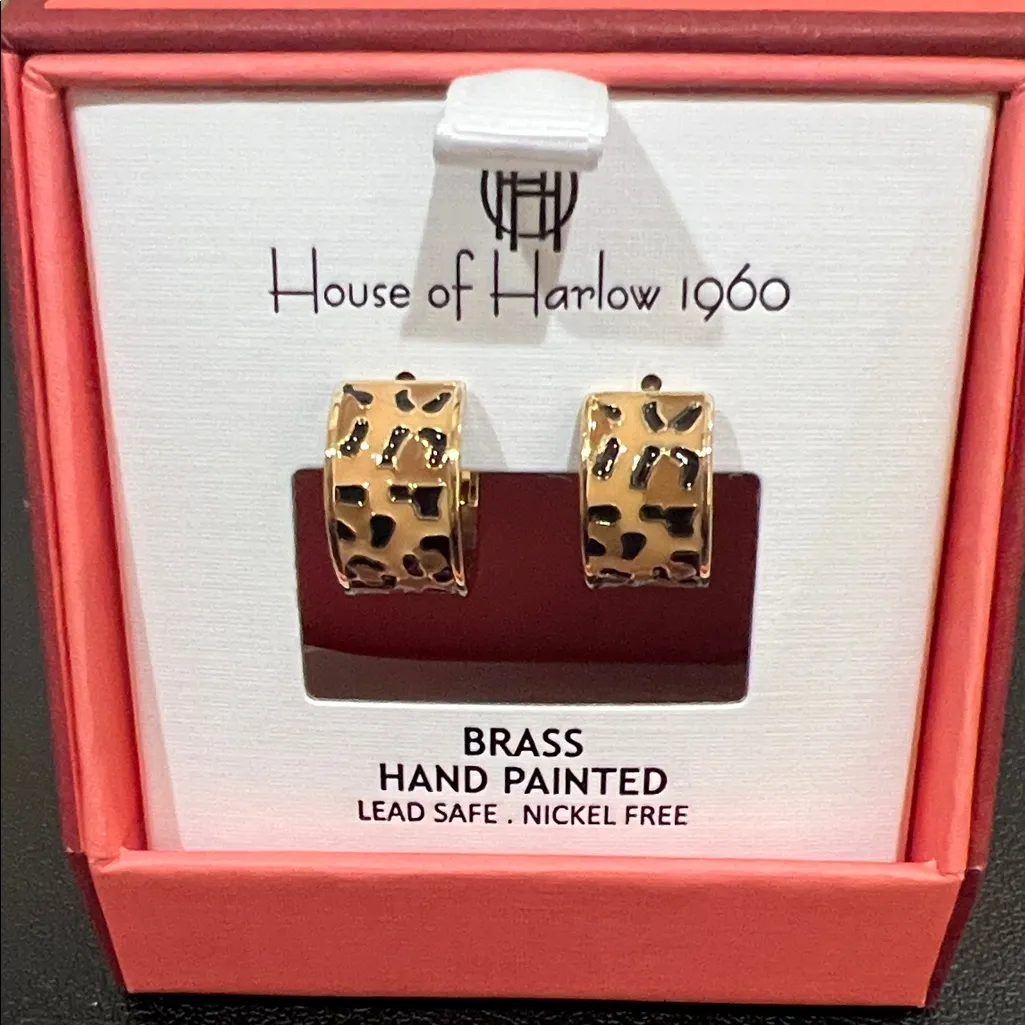 House of Harlow 1960
BRASS
HAND PAINTED
LEAD SAFE . NICKEL FREE